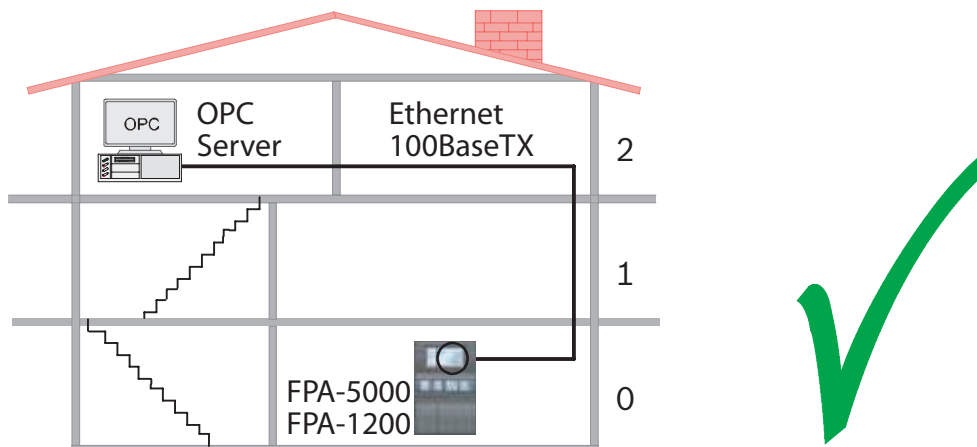 OPC
OPC
Server
Ethernet
100BaseTX
2
1
FPA-5000
FPA-1200
0